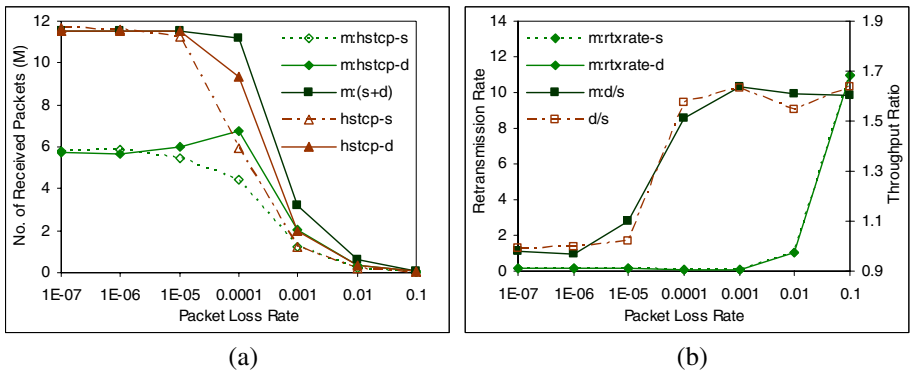 (a)
12
10
8
6
4
2
0
No. of Received Packets (M)
m:hstcp-s
m:hstcp-d
m:(s+d)
hstcp-s
hstcp-d
1E-07 1E-06 1E-05 0.0001 0.001 0.01 0.1
Packet Loss Rate
(b)
14
12
10
8
6
4
2
0
Retransmission Rate
m:rtxrate-s
m:rtxrate-d
m:d/s
d/s
1.9
1.7
1.5
1.3
1.1
0.9
Throughput Ratio
1E-07 1E-06 1E-05 0.0001 0.001 0.01 0.1
Packet Loss Rate
(a)
(b)